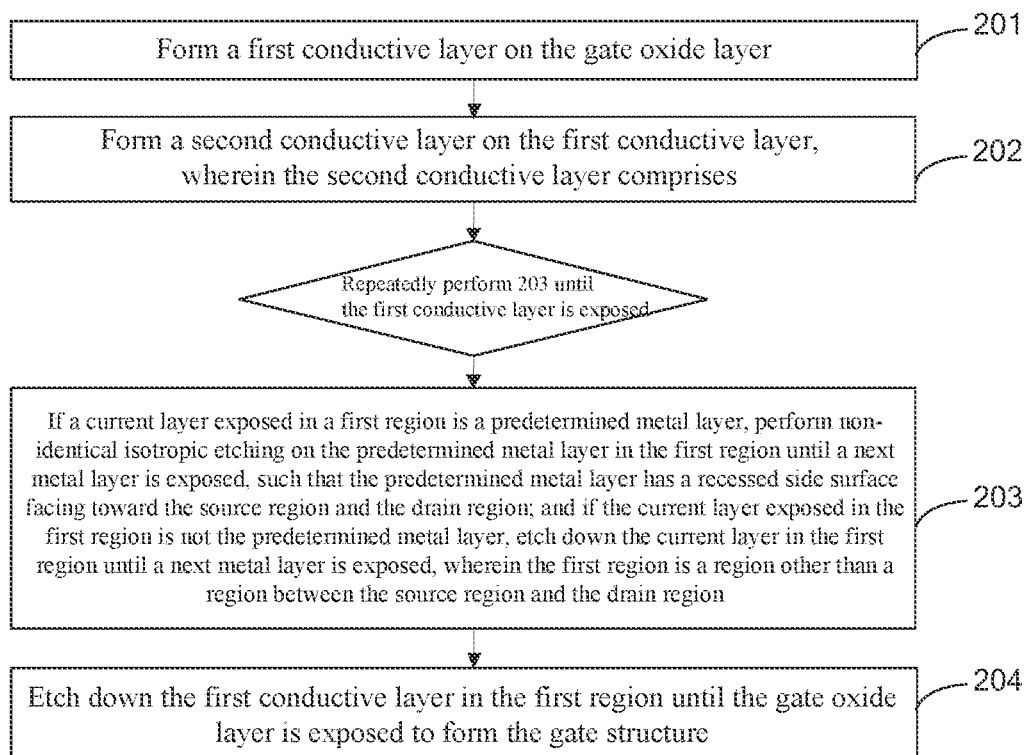 Form a first conductive layer on the gate oxide layer
201
Form a second conductive layer on the first conductive layer,
wherein the second conductive layer comprises
202
Repeatedly perform 203 until
the first conductive layer is exposed
If a current layer exposed in a first region is a predetermined metal layer, perform non-
identical isotropic etching on the predetermined metal layer in the first region until a next
metal layer is exposed, such that the predetermined metal layer has a recessed side surface
facing toward the source region and the drain region; and if the current layer exposed in the
first region is not the predetermined metal layer, etch down the current layer in the first
region until a next metal layer is exposed, wherein the first region is a region other than a
region between the source region and the drain region
203
Etch down the first conductive layer in the first region until the gate oxide
layer is exposed to form the gate structure
204